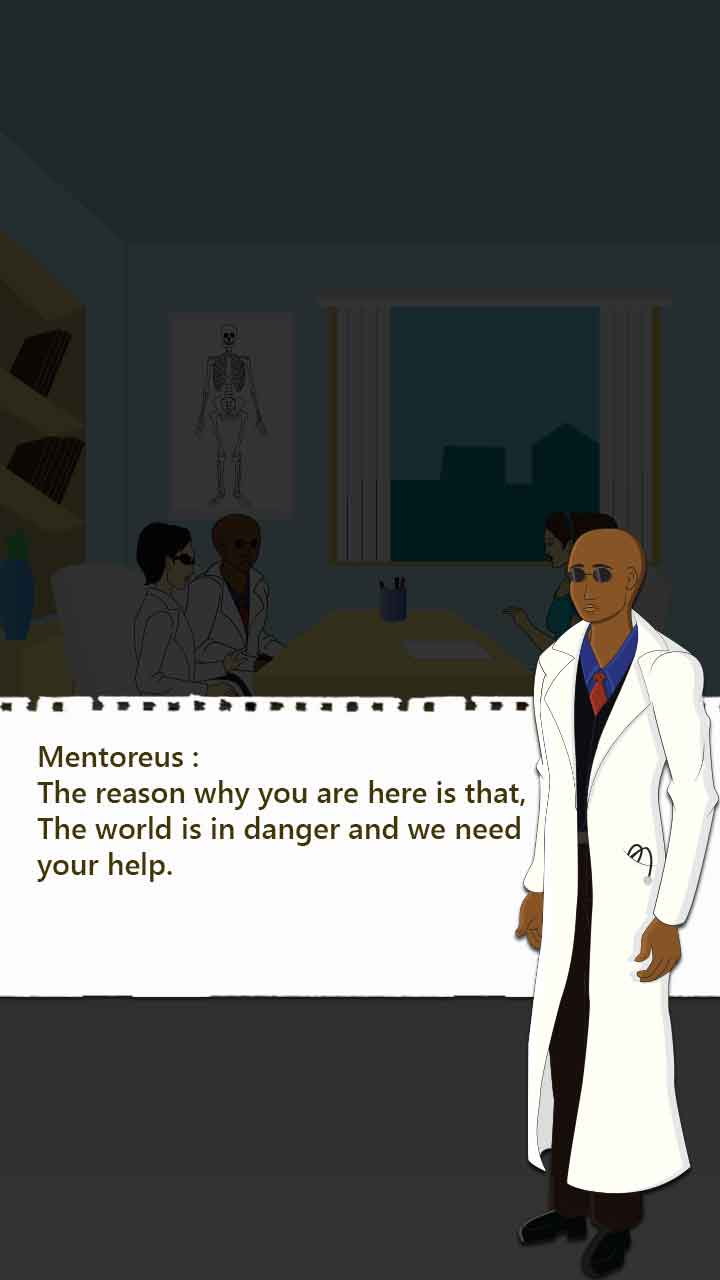 Mentoreus :
The reason why you are here is that,
The world is in danger and we need
your help.